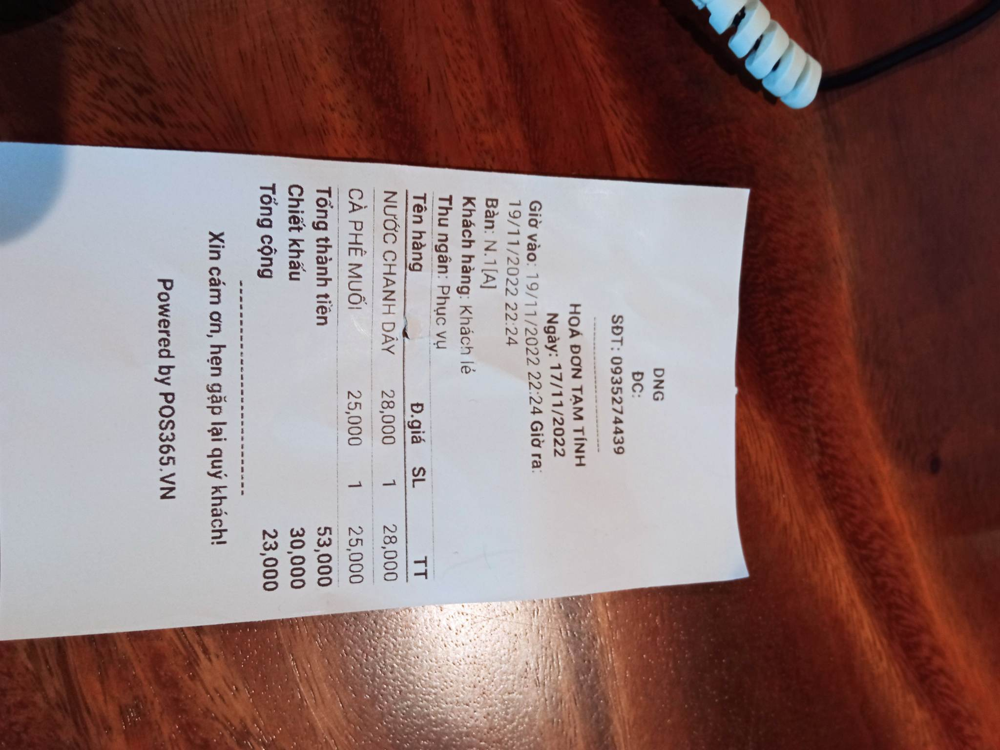 DNG
ĐC:
SĐT: 0935274439
HOÁ ĐƠN TẠM TÍNH
Ngày: 17/11/2022
Giờ vào: 19/11/2022 22:24 Giờ ra:
19/11/2022 22:24
Bàn: N.1[A]
Khách hàng: Khách lẻ
Thu ngân: Phục vụ
Tên hàng Đ.giá SL TT
NƯỚC CHANH DÂY 28,000 1 28,000
CÀ PHÊ MUỐI 25,000 1 25,000
Tổng thành tiền 53,000
Chiết khấu 30,000
Tổng cộng 23,000
Xin cảm ơn, hẹn gặp lại quý khách!
Powered by POS365.VN